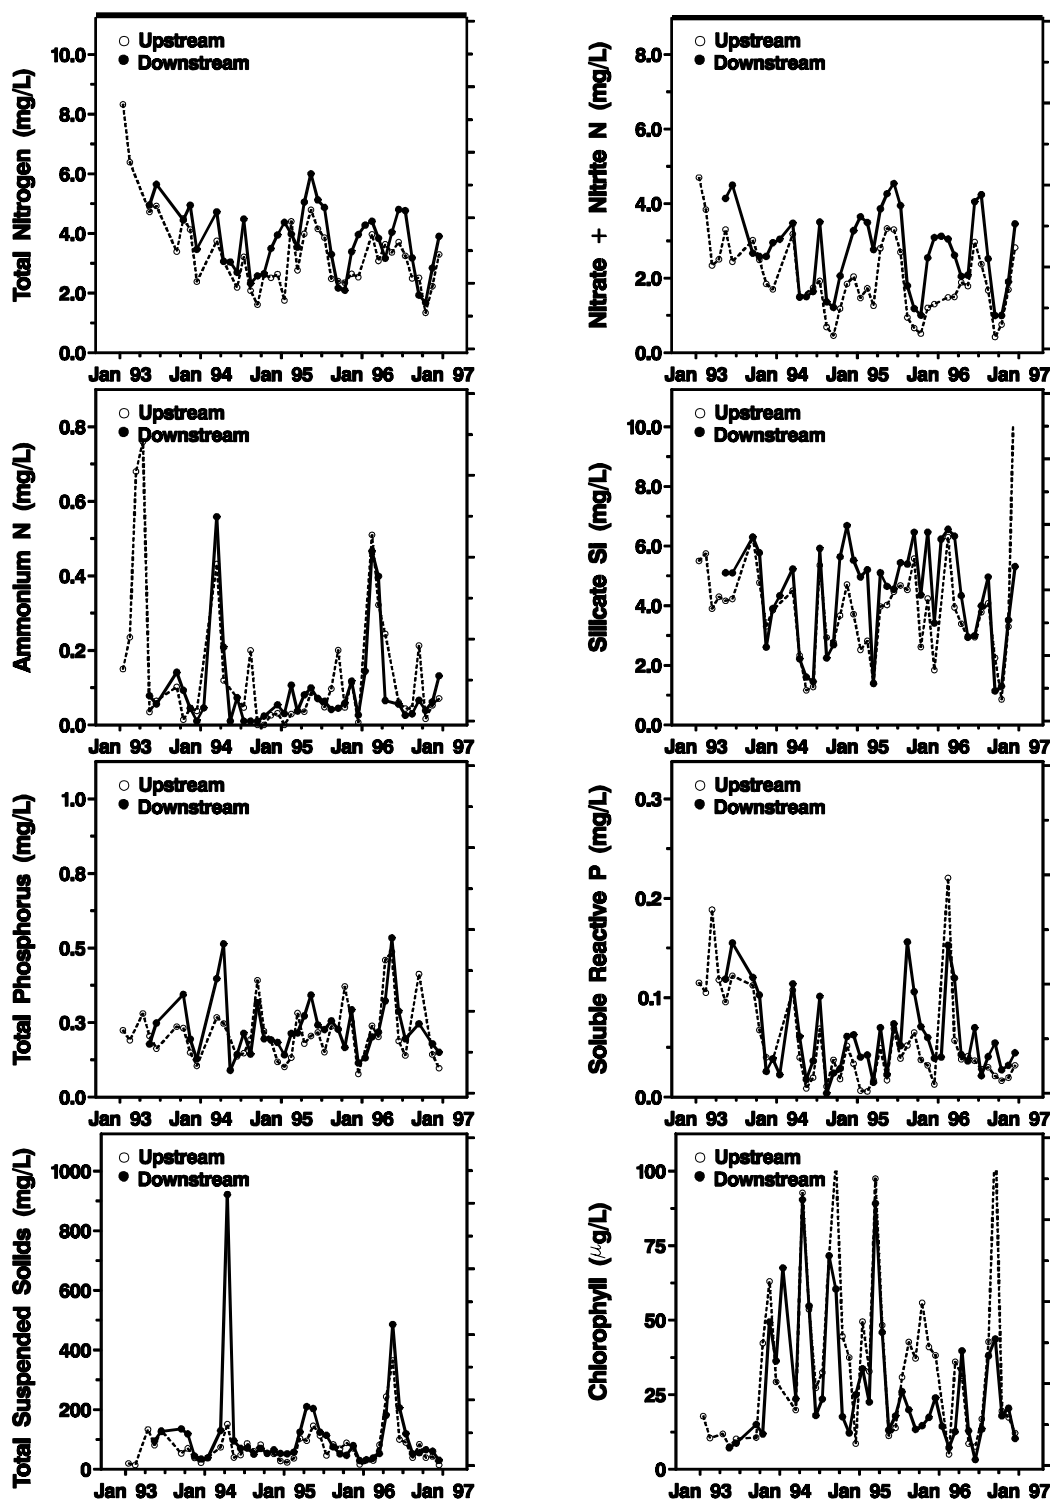 Total Nitrogen (mg/L)
Upstream
Downstream
10.0
8.0
6.0
4.0
2.0
0.0
Jan 93 Jan 94 Jan 95 Jan 96 Jan 97
Nitrate + Nitrite N (mg/L)
Upstream
Downstream
8.0
6.0
4.0
2.0
0.0
Jan 93 Jan 94 Jan 95 Jan 96 Jan 97
Ammonium N (mg/L)
Upstream
Downstream
0.8
0.6
0.4
0.2
0.0
Jan 93 Jan 94 Jan 95 Jan 96 Jan 97
Silicate Si (mg/L)
Upstream
Downstream
10.0
8.0
6.0
4.0
2.0
0.0
Jan 93 Jan 94 Jan 95 Jan 96 Jan 97
Total Phosphorus (mg/L)
Upstream
Downstream
1.0
0.8
0.5
0.3
0.0
Jan 93 Jan 94 Jan 95 Jan 96 Jan 97
Soluble Reactive P (mg/L)
Upstream
Downstream
0.3
0.2
0.1
0.0
Jan 93 Jan 94 Jan 95 Jan 96 Jan 97
Total Suspended Solids (mg/L)
Upstream
Downstream
1000
800
600
400
200
0
Jan 93 Jan 94 Jan 95 Jan 96 Jan 97
Chlorophyll (μg/L)
Upstream
Downstream
100
75
50
25
0
Jan 93 Jan 94 Jan 95 Jan 96 Jan 97